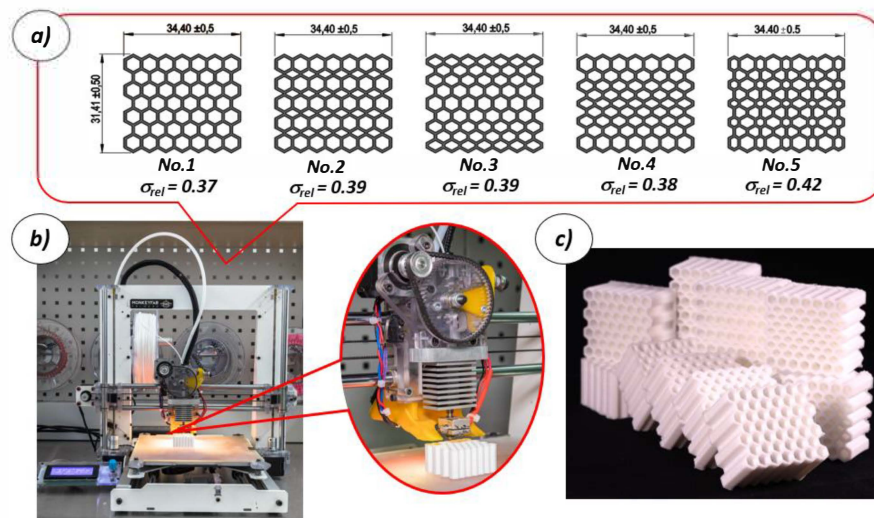 a)
34,40 ±0,5 34,40 ±0,5 34,40 ±0,5 34,40 ±0,5 34.40 ±0.5
31,41 ±0,50
No.1 No.2 No.3 No.4 No.5
σrel = 0.37 σrel = 0.39 σrel = 0.39 σrel = 0.38 σrel = 0.42
b)
c)
MONKEYFAB